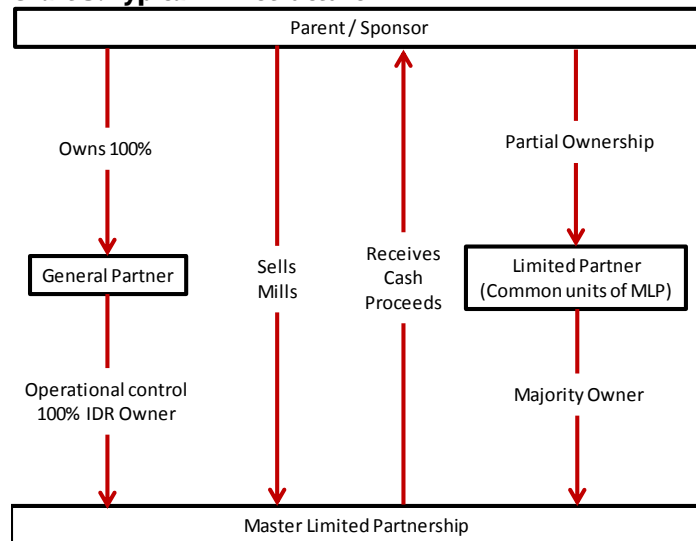 Parent / Sponsor
Owns 100%
Partial Ownership
General Partner
Sells
Mills
Receives
Cash
Proceeds
Limited Partner
(Common units of MLP)
Operational control
100% IDR Owner
Majority Owner
Master Limited Partnership